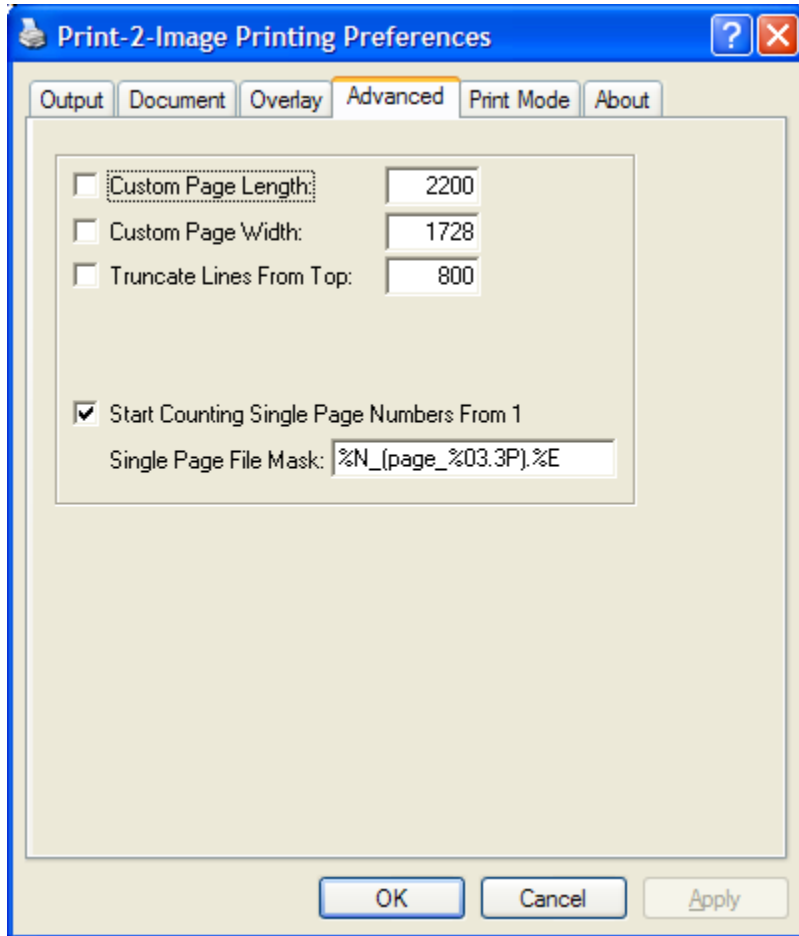 Print-2-Image Printing Preferences
Output Document Overlay Advanced Print Mode About
Custom Page Length: 2200
Custom Page Width: 1728
Truncate Lines From Top: 800
Start Counting Single Page Numbers From 1
Single Page File Mask: %N_(page_%03.3P).%E
OK Cancel Apply